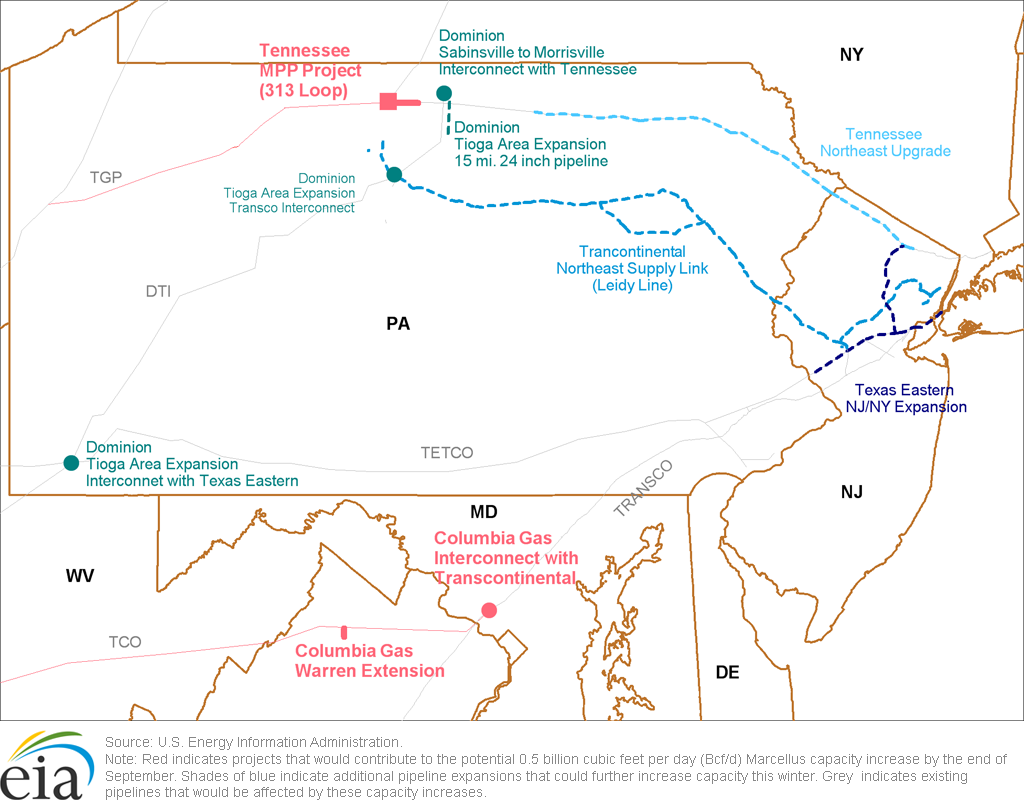 Dominion
Sabinsville to Morrisville
Interconnect with Tennessee
Tennessee
MPP Project
(313 Loop)
NY
Dominion
Tioga Area Expansion
15 mi. 24 inch pipeline
Tennessee
Northeast Upgrade
TGP
Dominion
Tioga Area Expansion
Transco Interconnect
Trancontinental
Northeast Supply Link
(Leidy Line)
DTI
PA
Texas Eastern
NJ/NY Expansion
Dominion
Tioga Area Expansion
Interconnet with Texas Eastern
TETCO
TRANSCO
NJ
MD
Columbia Gas
Interconnect with
Transcontinental
WV
TCO
Columbia Gas
Warren Extension
DE
eia
Source: U.S. Energy Information Administration.
Note: Red indicates projects that would contribute to the potential 0.5 billion cubic feet per day (Bcf/d) Marcellus capacity increase by the end of
September. Shades of blue indicate additional pipeline expansions that could further increase capacity this winter. Grey indicates existing
pipelines that would be affected by these capacity increases.